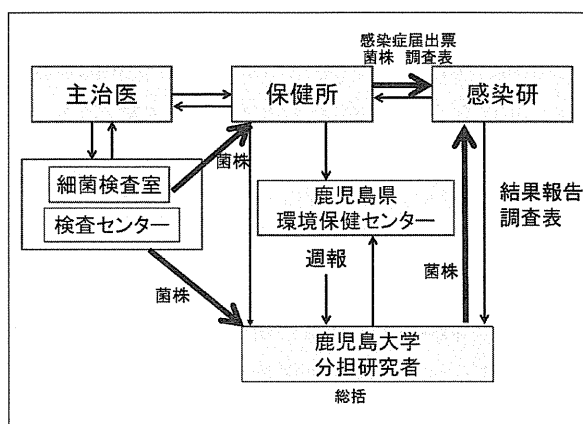 感染症届出票
菌株 調査表
主治医
保健所
感染研
細菌検査室
検査センター
菌株
鹿児島県
環境保健センター
結果報告
調査表
週報
菌株
菌株
鹿児島大学
分担研究者
総括